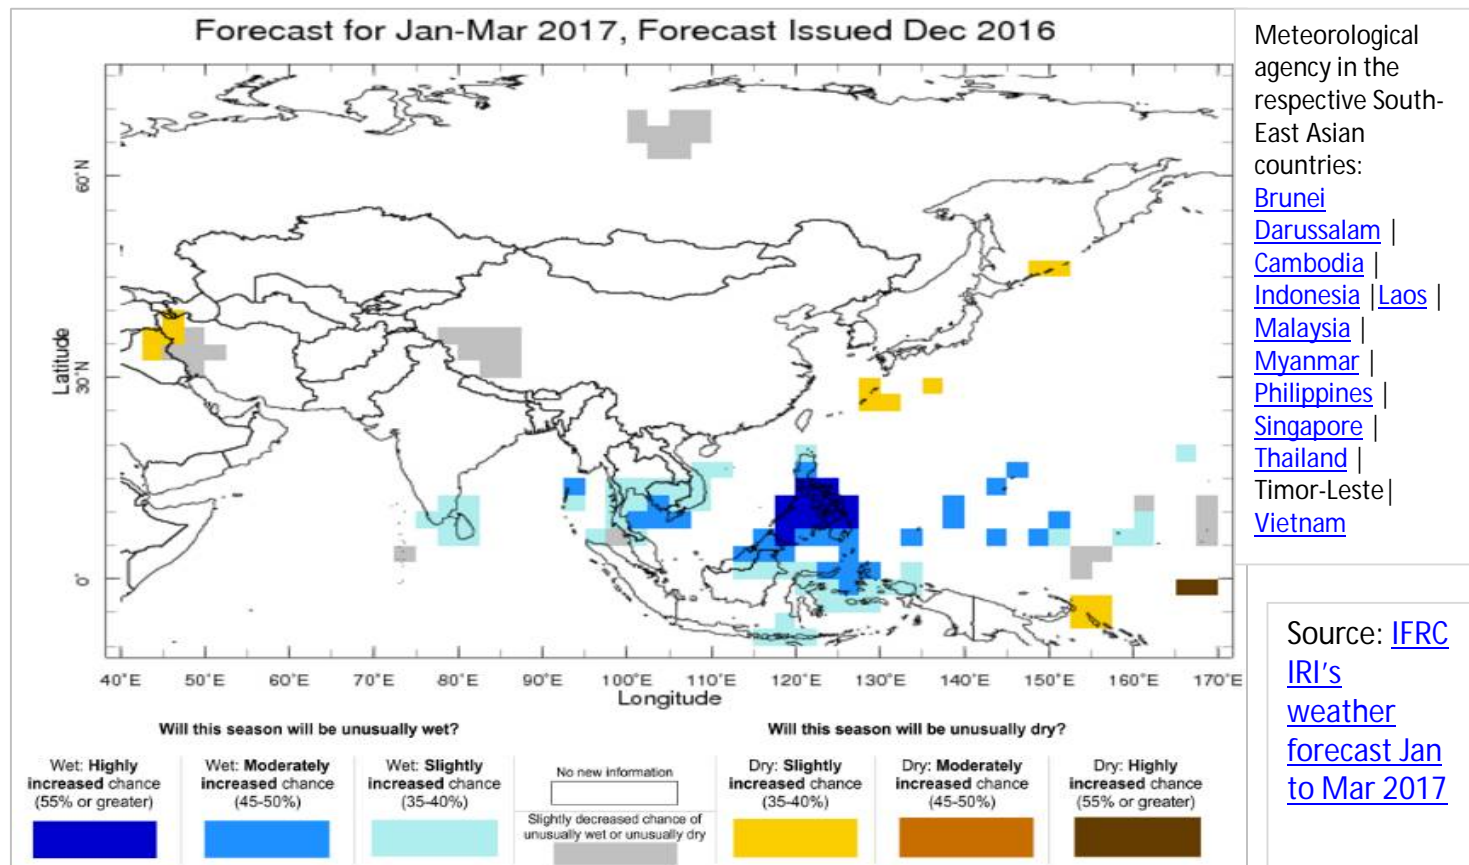 Forecast for Jan-Mar 2017, Forecast Issued Dec 2016
Latitude
60°N
30°N
0°
40°E 50°E 60°E 70°E 80°E 90°E 100°E 110°E 120°E 130°E 140°E 150°E 160°E 170°E
Longitude
Will this season will be unusually wet?
Will this season will be unusually dry?
Wet: Highly
increased chance
(55% or greater)
Wet: Moderately
increased chance
(45-50%)
Wet: Slightly
increased chance
(35-40%)
No new information
Slightly decreased chance of
unusually wet or unusually dry
Dry: Slightly
increased chance
(35-40%)
Dry: Moderately
increased chance
(45-50%)
Dry: Highly
increased chance
(55% or greater)
Meteorological
agency in the
respective South-
East Asian
countries:
Brunei
Darussalam |
Cambodia |
Indonesia |Laos |
Malaysia |
Myanmar |
Philippines |
Singapore |
Thailand |
Timor-Leste|
Vietnam
Source: IFRC
IRI's
weather
forecast Jan
to Mar 2017